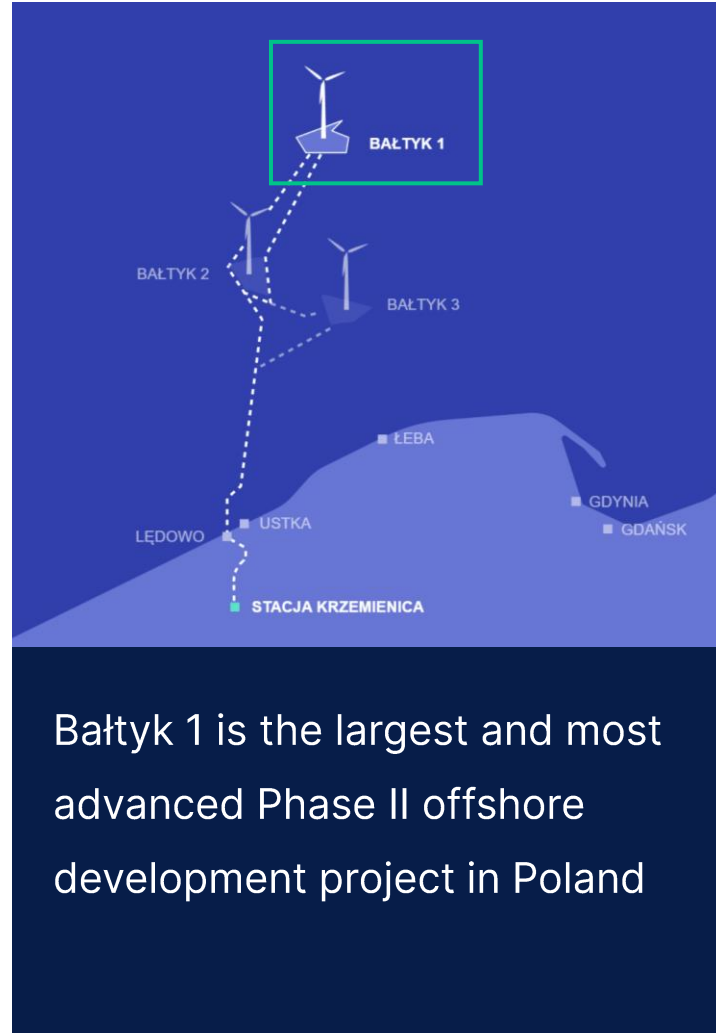 BAŁTYK 1
BAŁTYK 2
BAŁTYK 3
ŁEBA
GDYNIA
USTKA
GDAŃSK
LĘDOWO
STACJA KRZEMIENICA
Bałtyk 1 is the largest and most
advanced Phase II offshore
development project in Poland